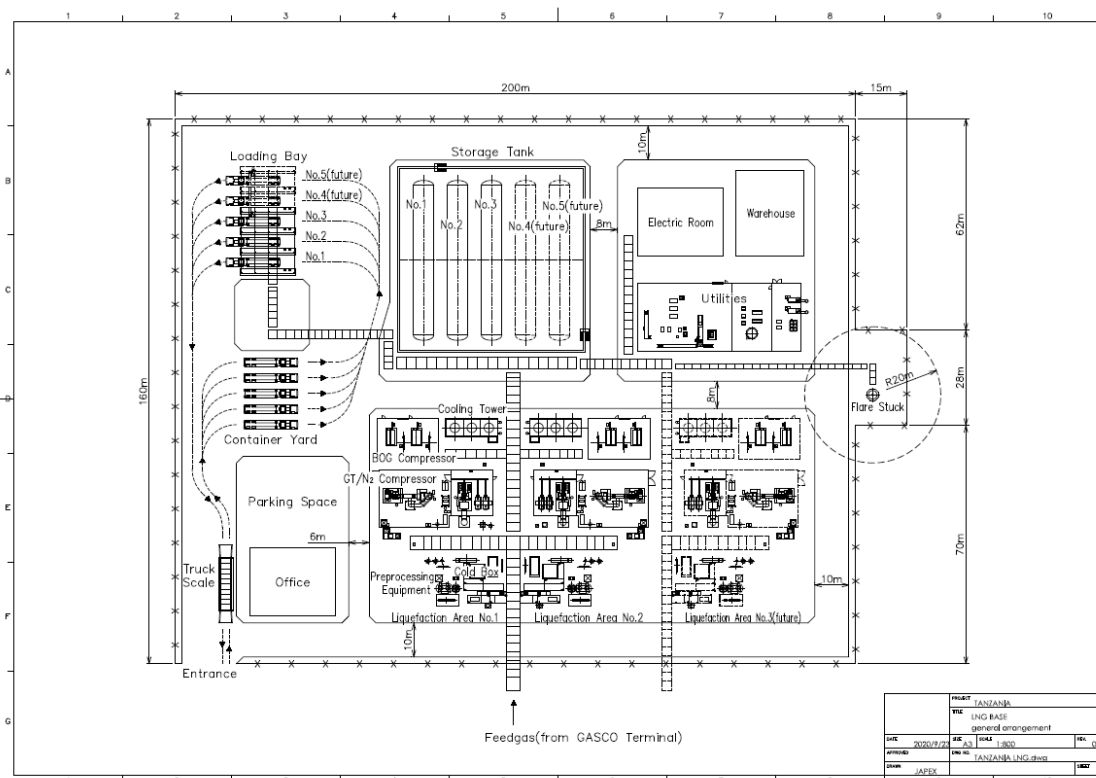 1 2 3 4 5 6 7 8 9 10
A
B
C
D
E
F
G
200m
15m
160m
10m
62m
28m
70m
Loading Bay
No.5(future)
No.4(future)
No.3
No.2
No.1
Storage Tank
No.1
No.2
No.3
No.4(future)
No.5(future)
8m
Electric Room
Warehouse
Utilities
R20m
Flare Stuck
8m
Container Yard
Cooling Tower
BOG Compressor
GT/N₂ Compressor
Parking Space
6m
Office
Truck
Scale
Preprocessing
Equipment
Cold Box
Liquefaction Area No.1
Liquefaction Area No.2
Liquefaction Area No.3(future)
10m
10m
Entrance
Feedgas(from GASCO Terminal)
PROJECT TANZANIA
TITLE LNG BASE
general arrangement
DATE SIZE A3 SCALE 1:800 REV. 0
APPROVED DWG NO. TANZANIA LNG.dwg
DRAWN JAPEX SHEET